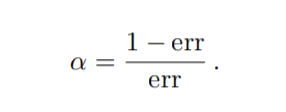 α = (1 − err) / err .